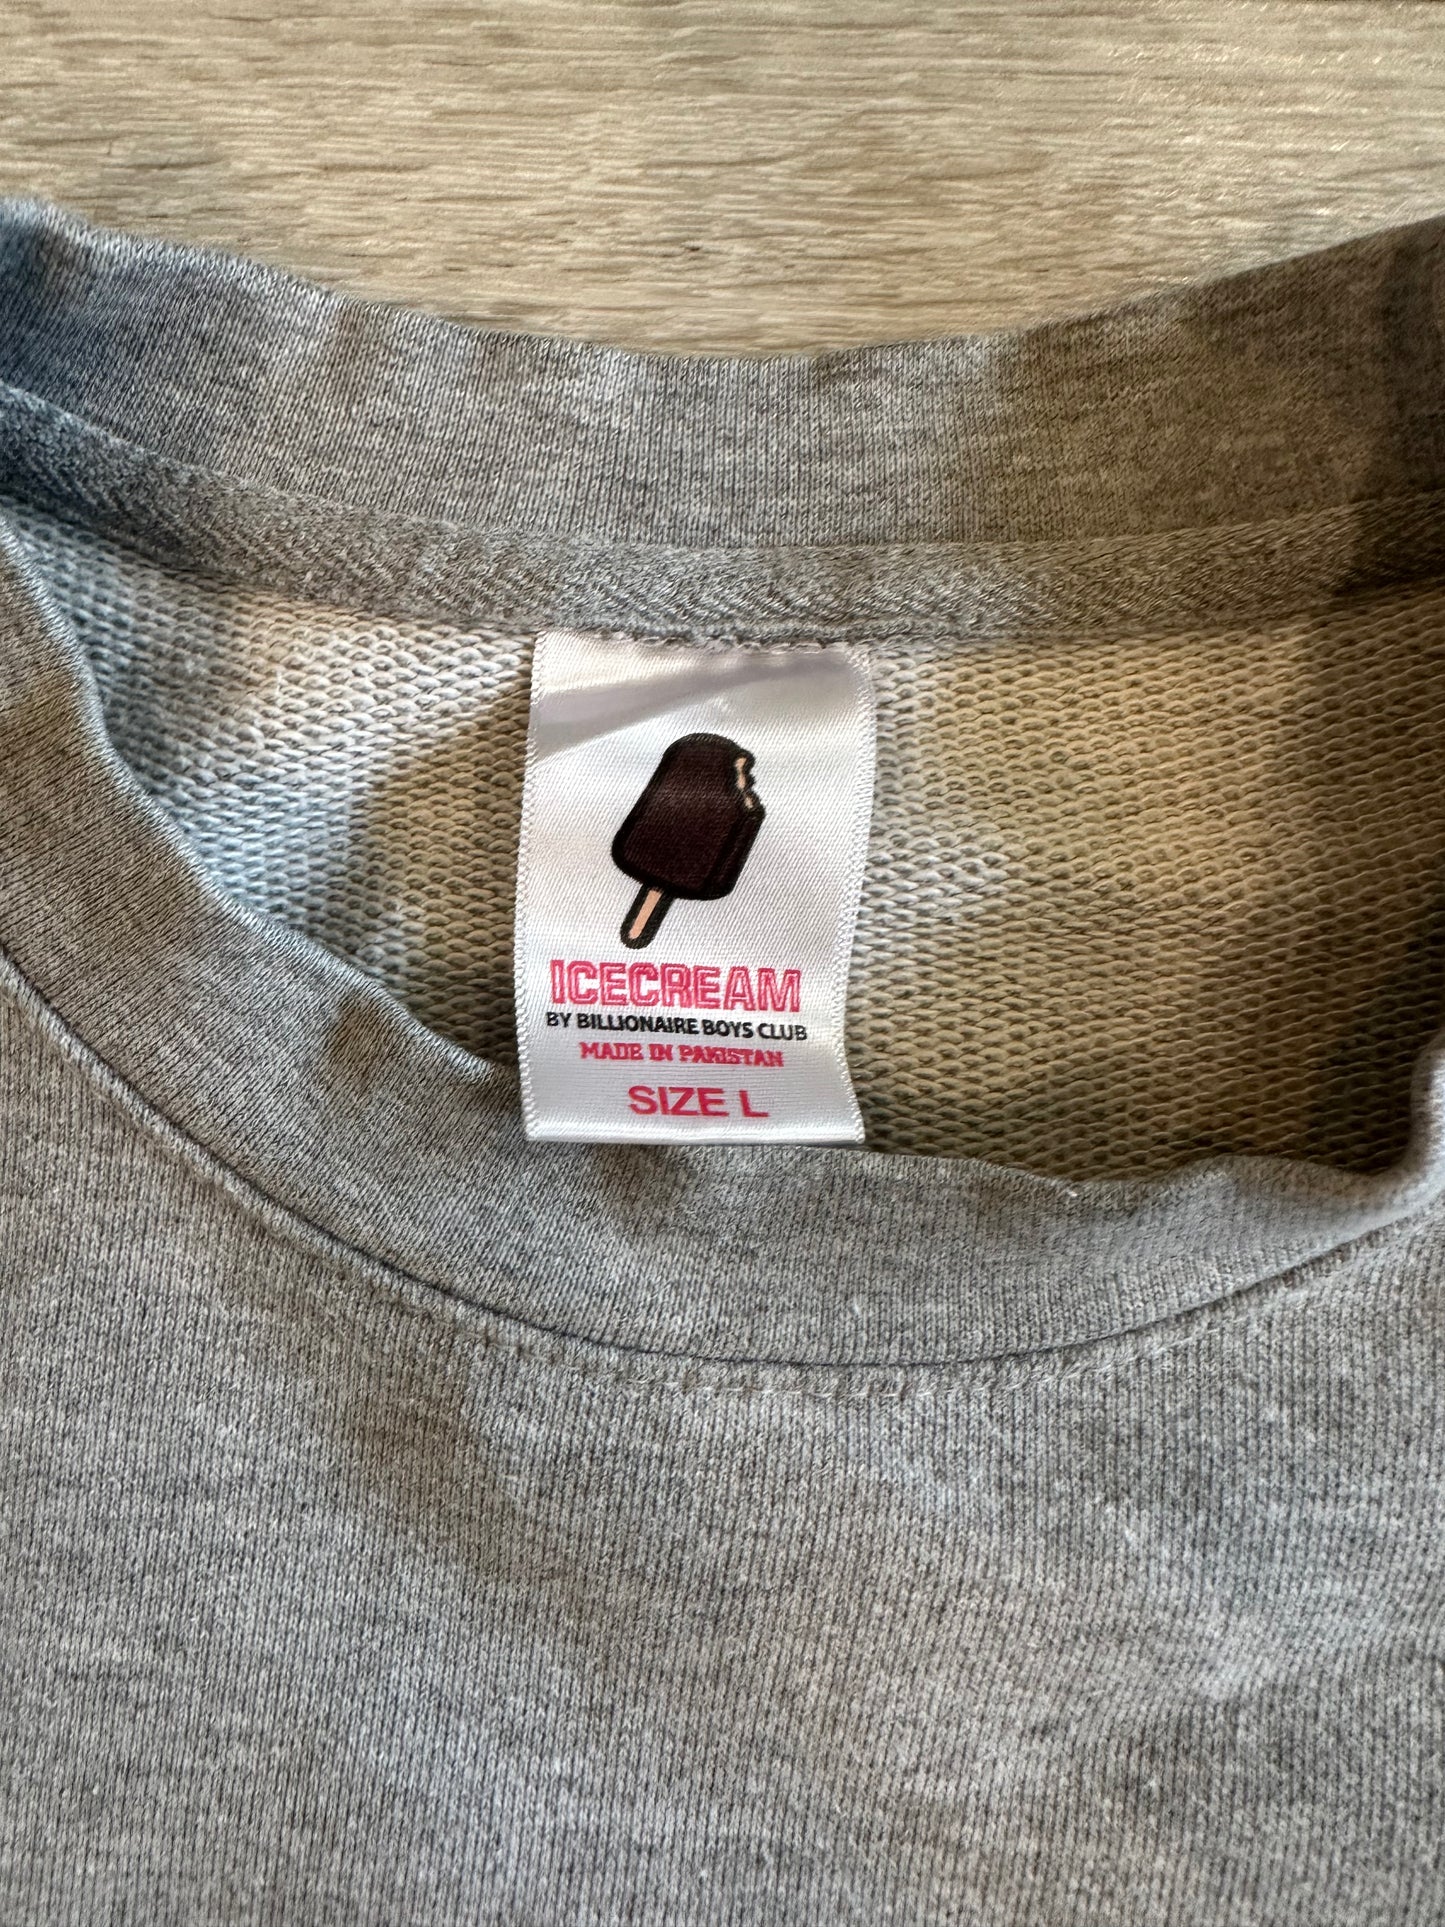 ICECREAM
BY BILLIONAIRE BOYS CLUB
MADE IN PAKISTAN
SIZE L